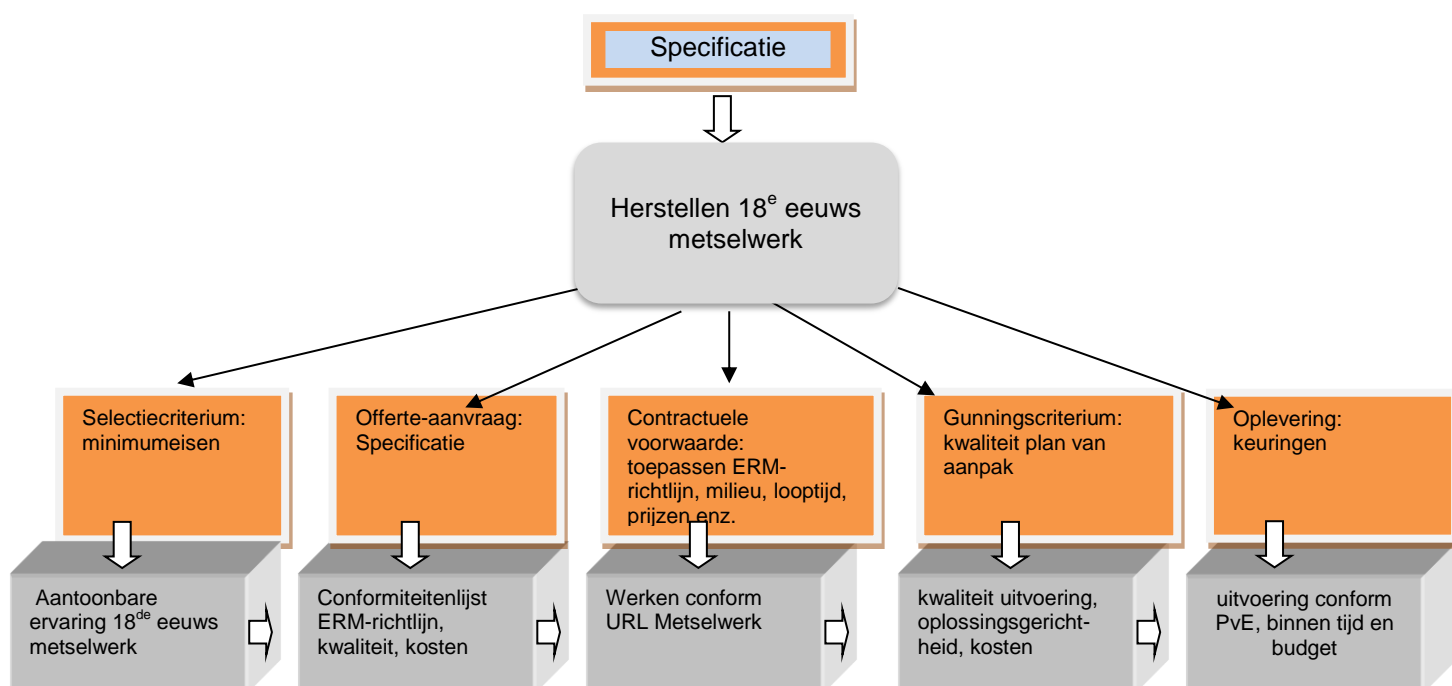 Specificatie
Herstellen 18e eeuws
metselwerk
Selectiecriterium:
minimumeisen
Offerte-aanvraag:
Specificatie
Contractuele
voorwaarde:
toepassen ERM-
richtlijn, milieu, looptijd,
prijzen enz.
Gunningscriterium:
kwaliteit plan van
aanpak
Oplevering:
keuringen
Aantoonbare
ervaring 18de eeuws
metselwerk
Conformiteitenlijst
ERM-richtlijn,
kwaliteit, kosten
Werken conform
URL Metselwerk
kwaliteit uitvoering,
oplossingsgericht-
heid, kosten
uitvoering conform
PvE, binnen tijd en
budget